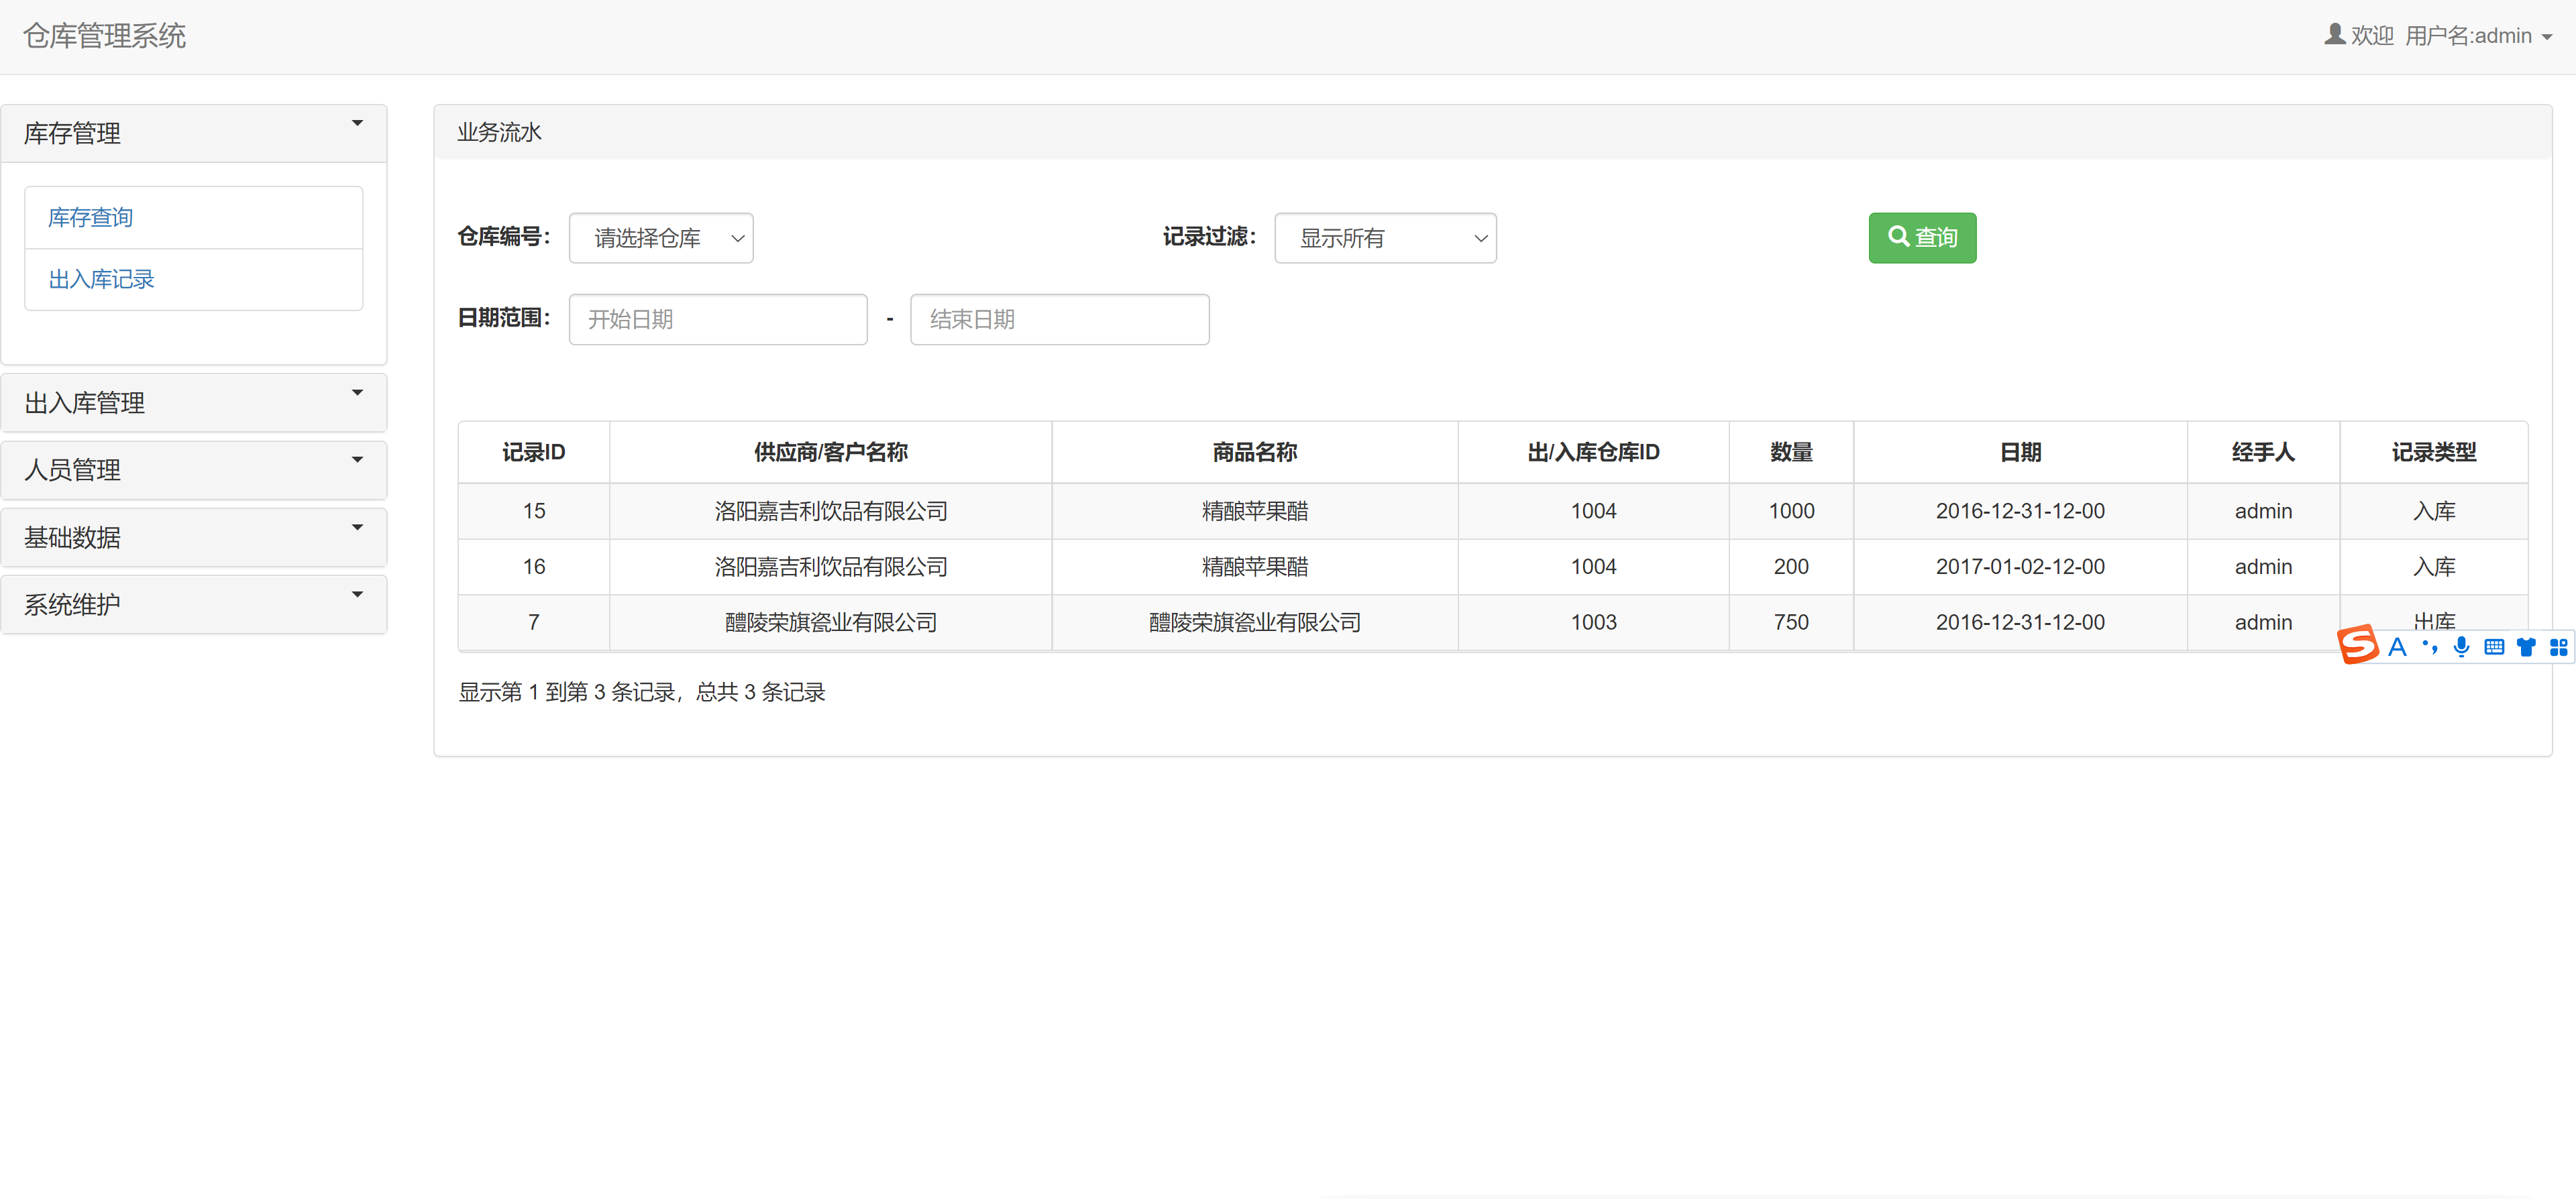 仓库管理系统
欢迎 用户名:admin
库存管理
库存查询
出入库记录
出入库管理
人员管理
基础数据
系统维护
业务流水
仓库编号： 请选择仓库 记录过滤： 显示所有 查询
日期范围： 开始日期 - 结束日期
记录ID 供应商/客户名称 商品名称 出/入库仓库ID 数量 日期 经手人 记录类型
15 洛阳嘉吉利饮品有限公司 精酿苹果醋 1004 1000 2016-12-31-12-00 admin 入库
16 洛阳嘉吉利饮品有限公司 精酿苹果醋 1004 200 2017-01-02-12-00 admin 入库
7 醴陵荣旗瓷业有限公司 醴陵荣旗瓷业有限公司 1003 750 2016-12-31-12-00 admin 出库
S A
显示第 1 到第 3 条记录，总共 3 条记录